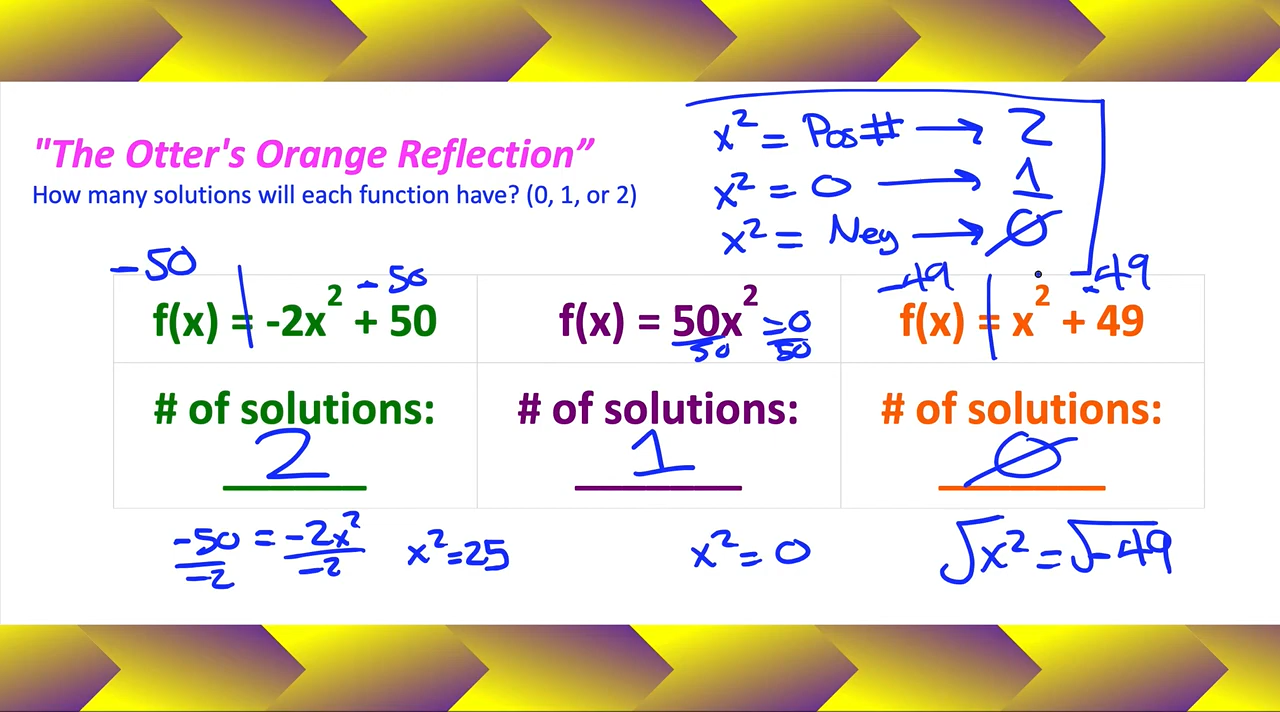 "The Otter's Orange Reflection”
How many solutions will each function have? (0, 1, or 2)
x² = Pos# → 2
x² = 0 → 1
x² = Neg → ∅
-50 -50
f(x) = -2x² + 50
f(x) = 50x² = 0
50 50
-49 -49
f(x) = x² + 49
# of solutions: 2
# of solutions: 1
# of solutions: ∅
-50/-2 = -2x²/-2 x²=25
x² = 0
√x² = √-49